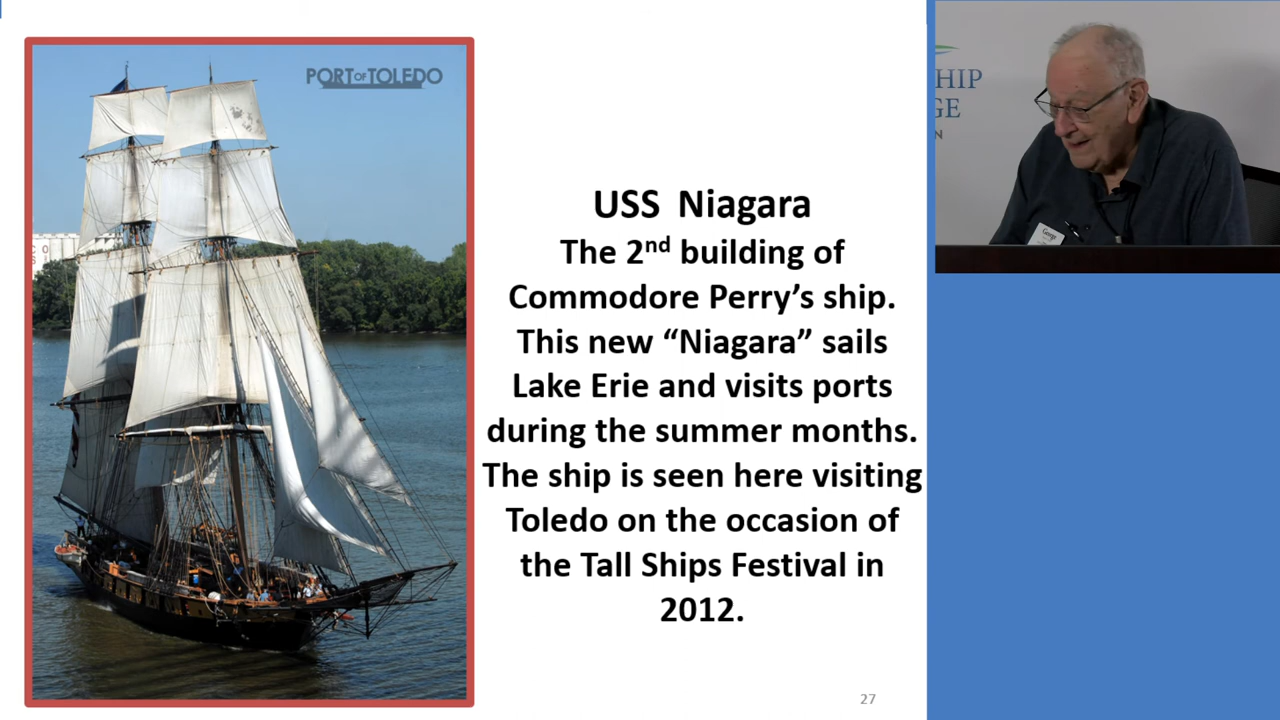 PORT OF TOLEDO
USS Niagara
The 2nd building of
Commodore Perry’s ship.
This new “Niagara” sails
Lake Erie and visits ports
during the summer months.
The ship is seen here visiting
Toledo on the occasion of
the Tall Ships Festival in
2012.
27
HIP
GE
N
George